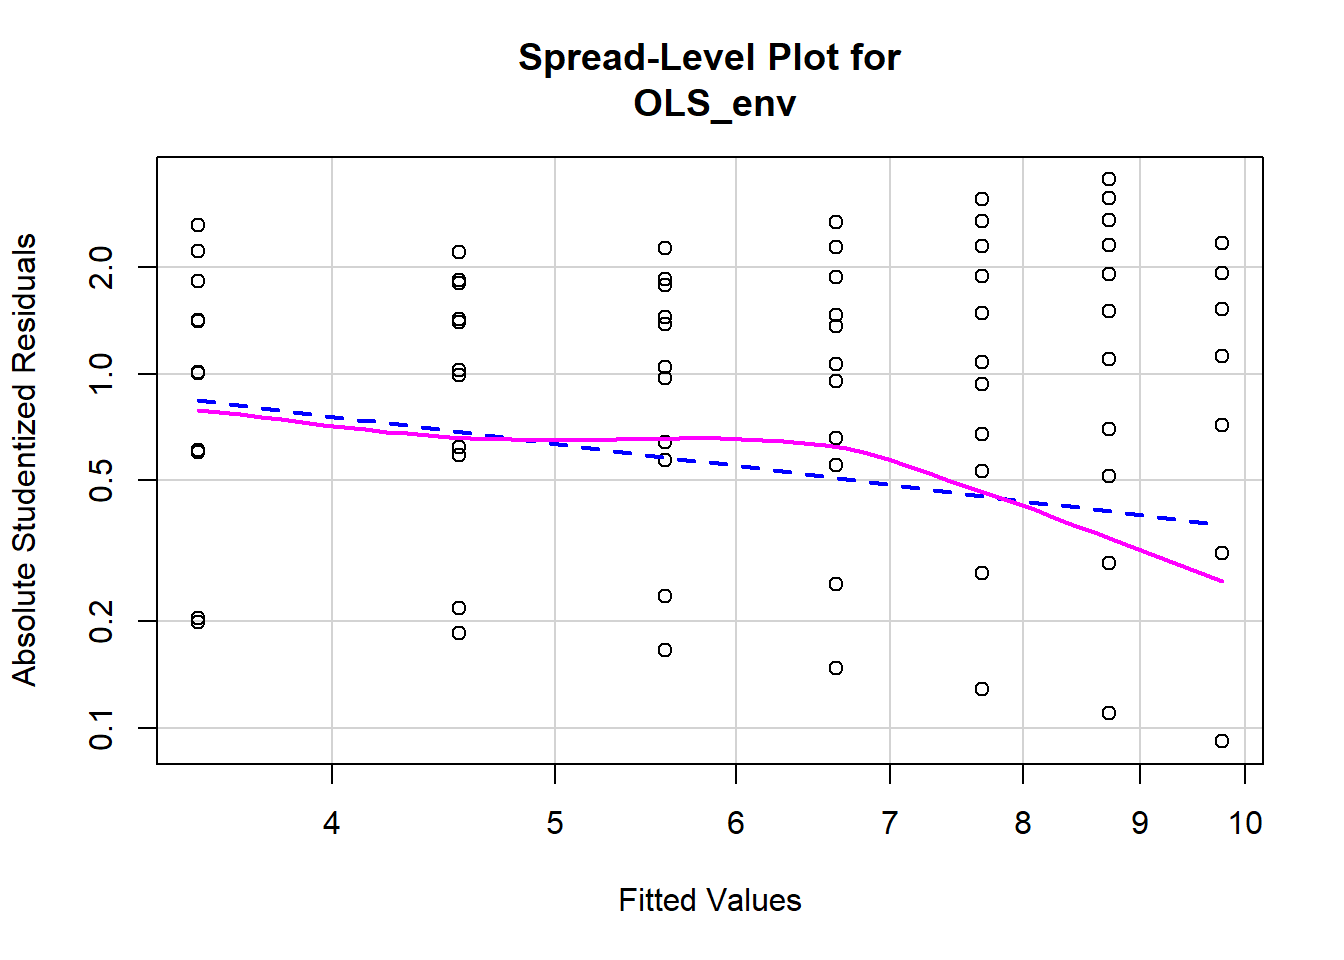 Spread-Level Plot for
OLS_env
Absolute Studentized Residuals
2.0
1.0
0.5
0.2
0.1
4 5 6 7 8 9 10
Fitted Values